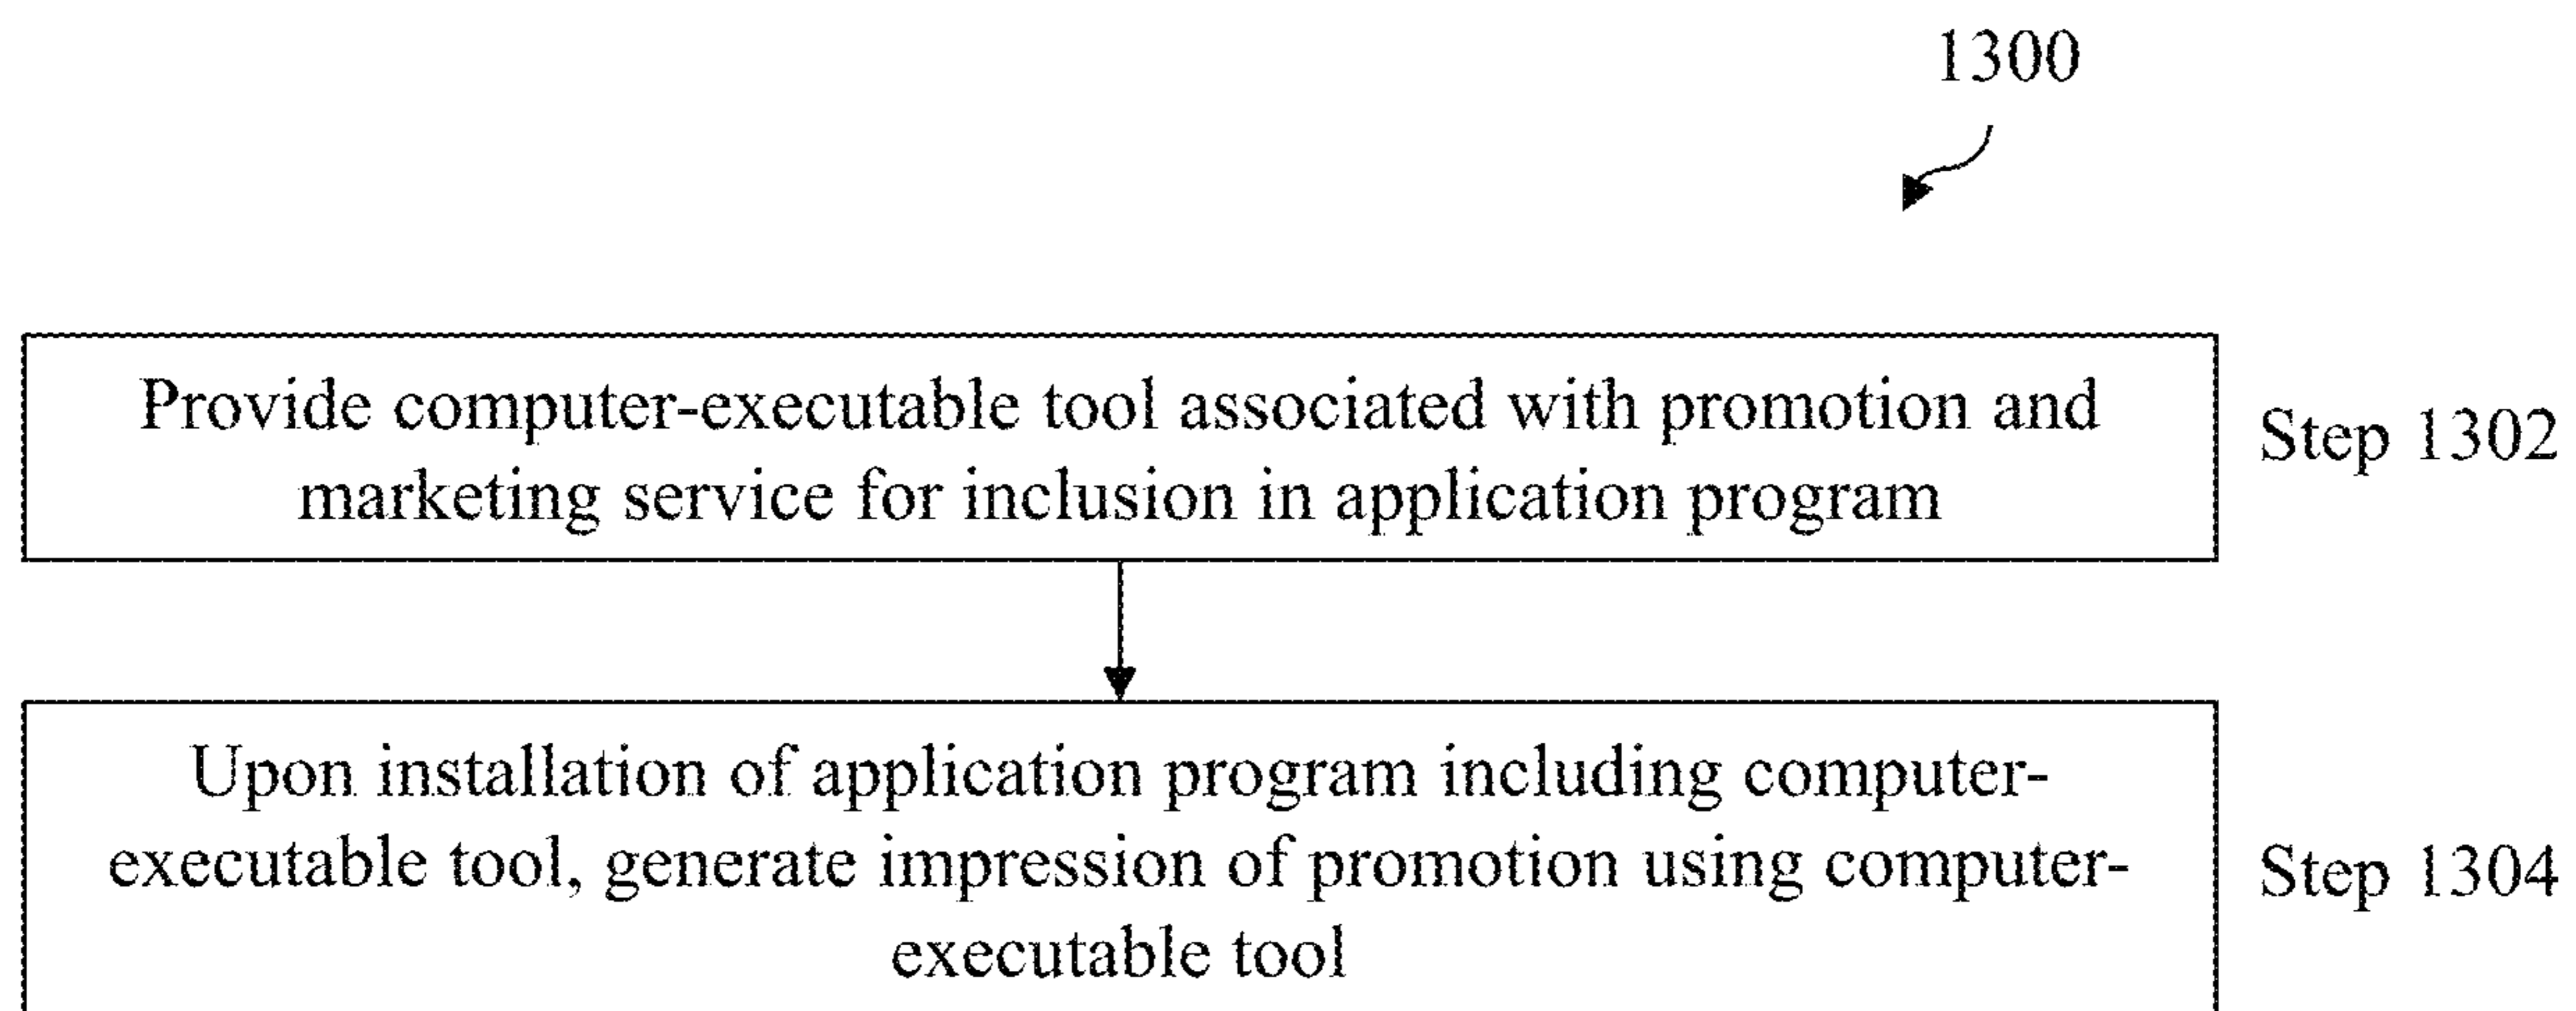 1300
Provide computer-executable tool associated with promotion and
marketing service for inclusion in application program
Step 1302
Upon installation of application program including computer-
executable tool, generate impression of promotion using computer-
executable tool
Step 1304